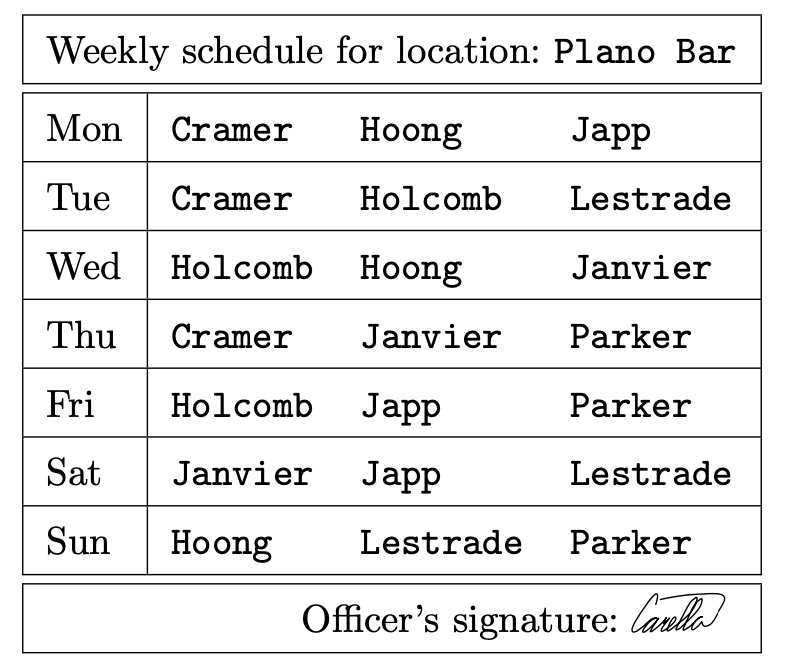 Weekly schedule for location: Plano Bar
Mon Cramer Hoong Japp
Tue Cramer Holcomb Lestrade
Wed Holcomb Hoong Janvier
Thu Cramer Janvier Parker
Fri Holcomb Japp Parker
Sat Janvier Japp Lestrade
Sun Hoong Lestrade Parker
Officer's signature: Carella